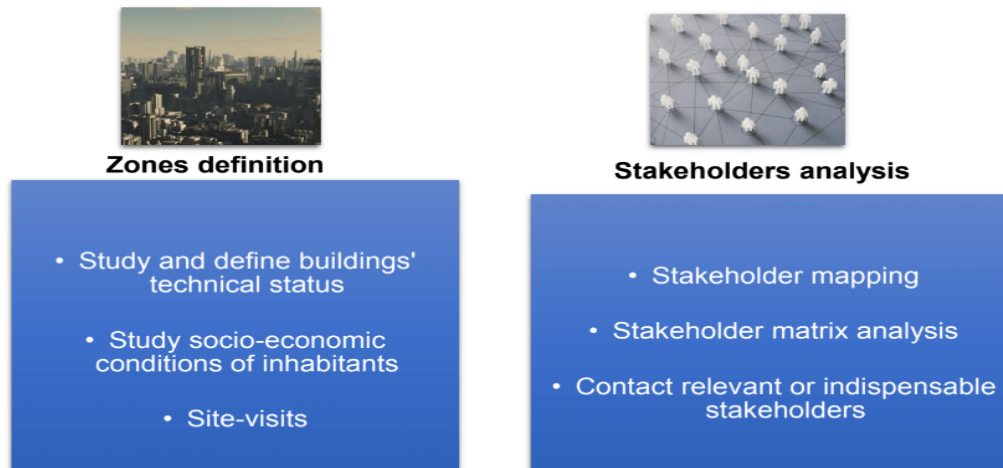 Zones definition
• Study and define buildings'
technical status
• Study socio-economic
conditions of inhabitants
• Site-visits
Stakeholders analysis
• Stakeholder mapping
• Stakeholder matrix analysis
• Contact relevant or indispensable
stakeholders